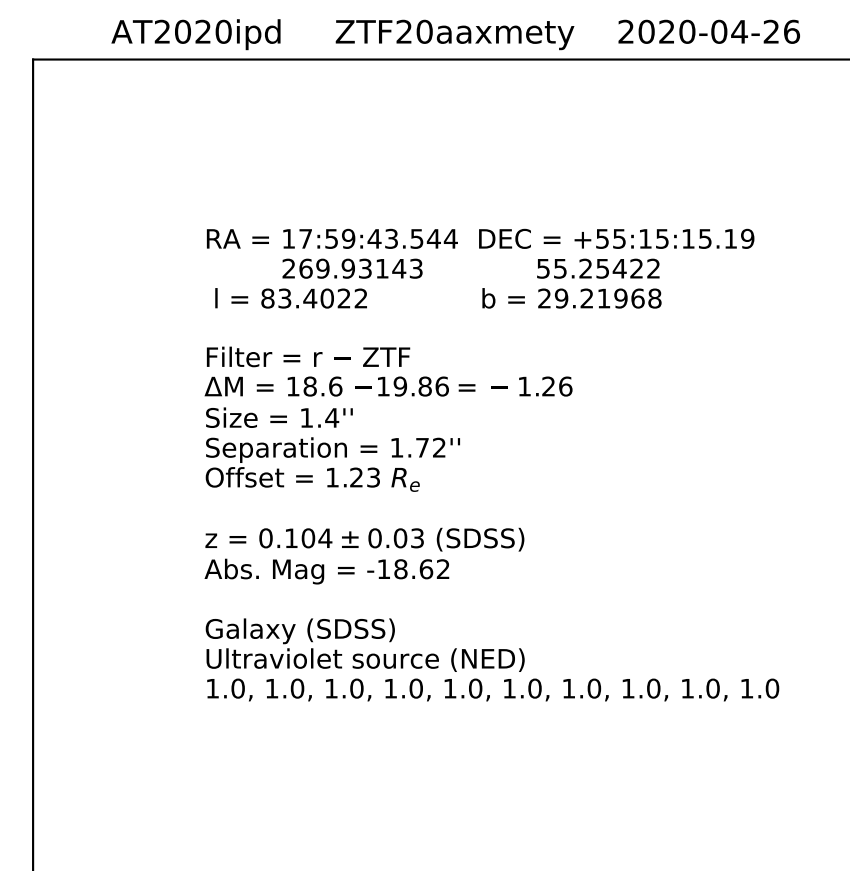 AT2020ipd ZTF20aaxmety 2020-04-26
RA = 17:59:43.544 DEC = +55:15:15.19
269.93143 55.25422
l = 83.4022 b = 29.21968
Filter = r − ZTF
ΔM = 18.6 −19.86 = − 1.26
Size = 1.4''
Separation = 1.72''
Offset = 1.23 Rₑ
z = 0.104 ± 0.03 (SDSS)
Abs. Mag = -18.62
Galaxy (SDSS)
Ultraviolet source (NED)
1.0, 1.0, 1.0, 1.0, 1.0, 1.0, 1.0, 1.0, 1.0, 1.0